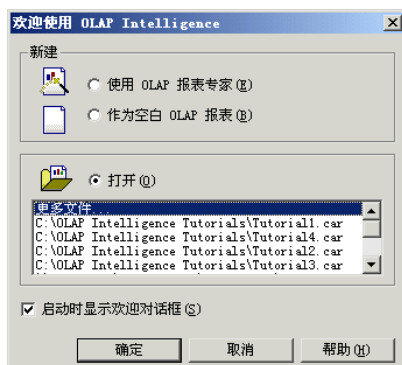 欢迎使用 OLAP Intelligence
新建
使用 OLAP 报表专家(E)
作为空白 OLAP 报表(B)
打开(O)
更多文件...
C:\OLAP Intelligence Tutorials\Tutorial1.car
C:\OLAP Intelligence Tutorials\Tutorial4.car
C:\OLAP Intelligence Tutorials\Tutorial2.car
C:\OLAP Intelligence Tutorials\Tutorial3.car
启动时显示欢迎对话框(S)
确定 取消 帮助(H)